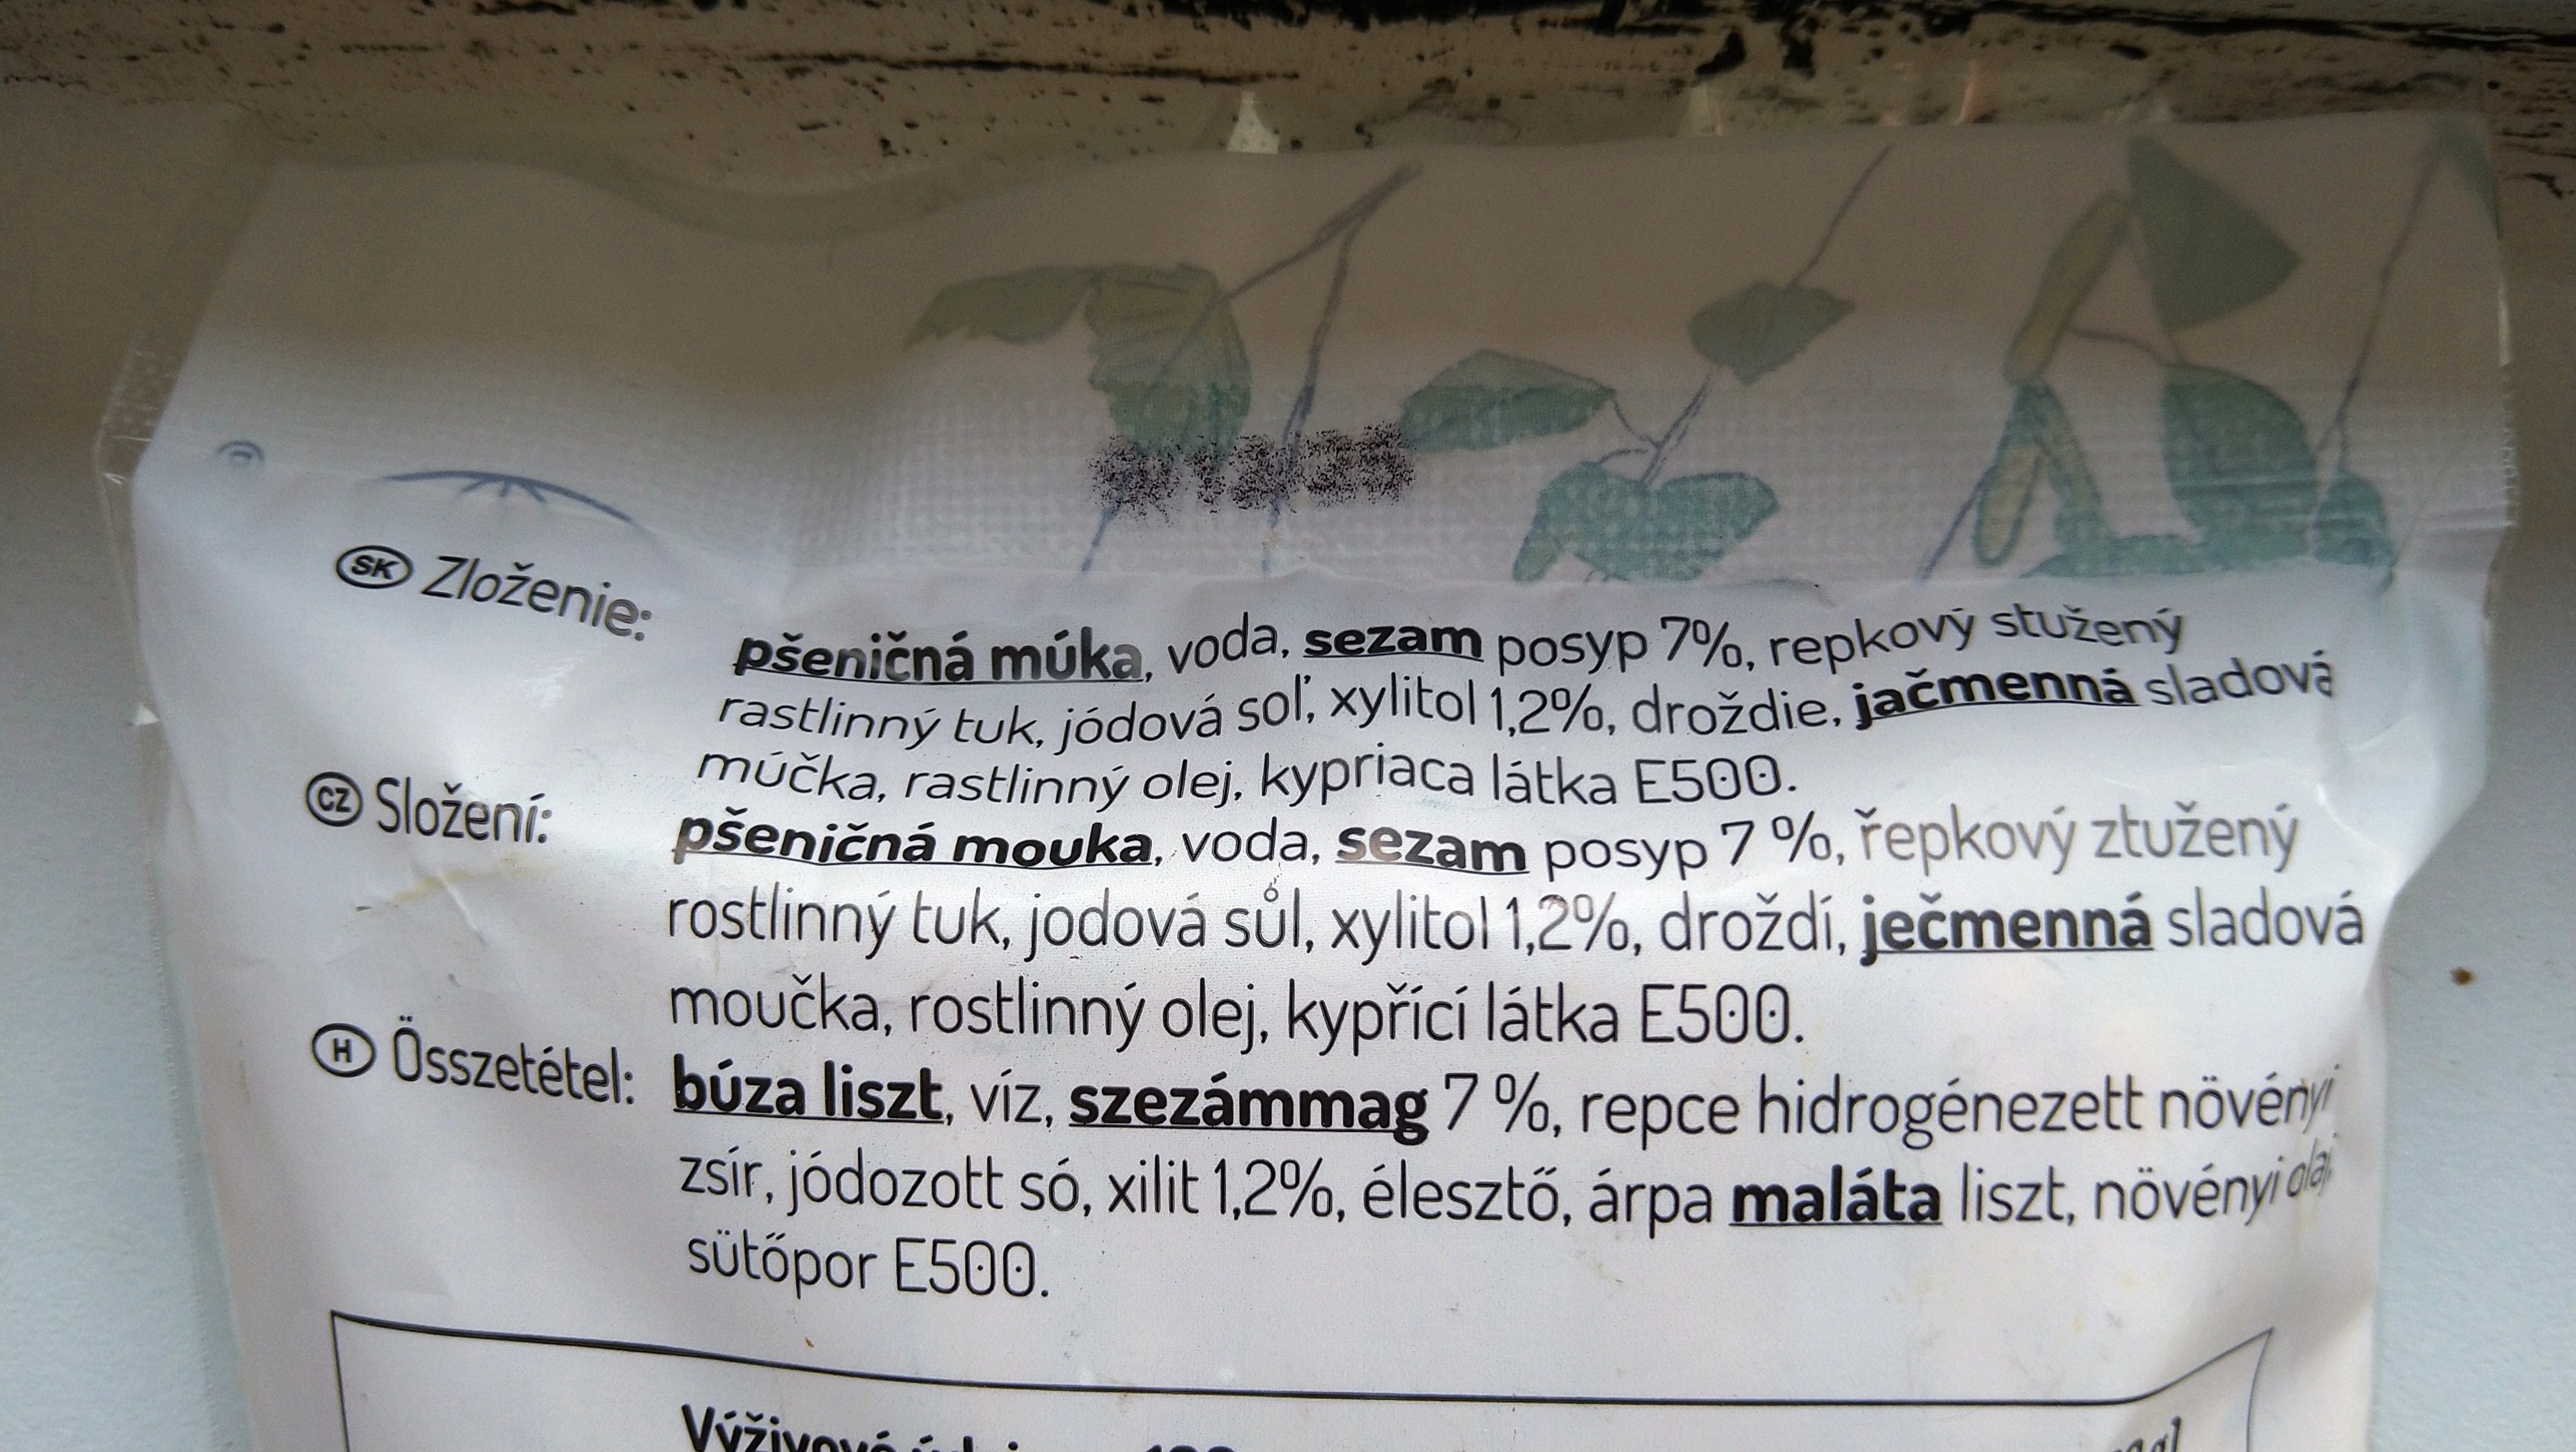 SK Zloženie:
pšeničná múka, voda, sezam posyp 7%, repkový stužený
rastlinný tuk, jódová soľ, xylitol 1,2%, droždie, jačmenná sladová
múčka, rastlinný olej, kypriaca látka E500.
CZ Složení:
pšeničná mouka, voda, sezam posyp 7 %, řepkový ztužený
rostlinný tuk, jodová sůl, xylitol 1,2%, droždí, ječmenná sladová
moučka, rostlinný olej, kypřící látka E500.
H Összetétel:
búza liszt, víz, szezámmag 7 %, repce hidrogénezett növényi
zsír, jódozott só, xilit 1,2%, élesztő, árpa maláta liszt, növényi olaj,
sütőpor E500.